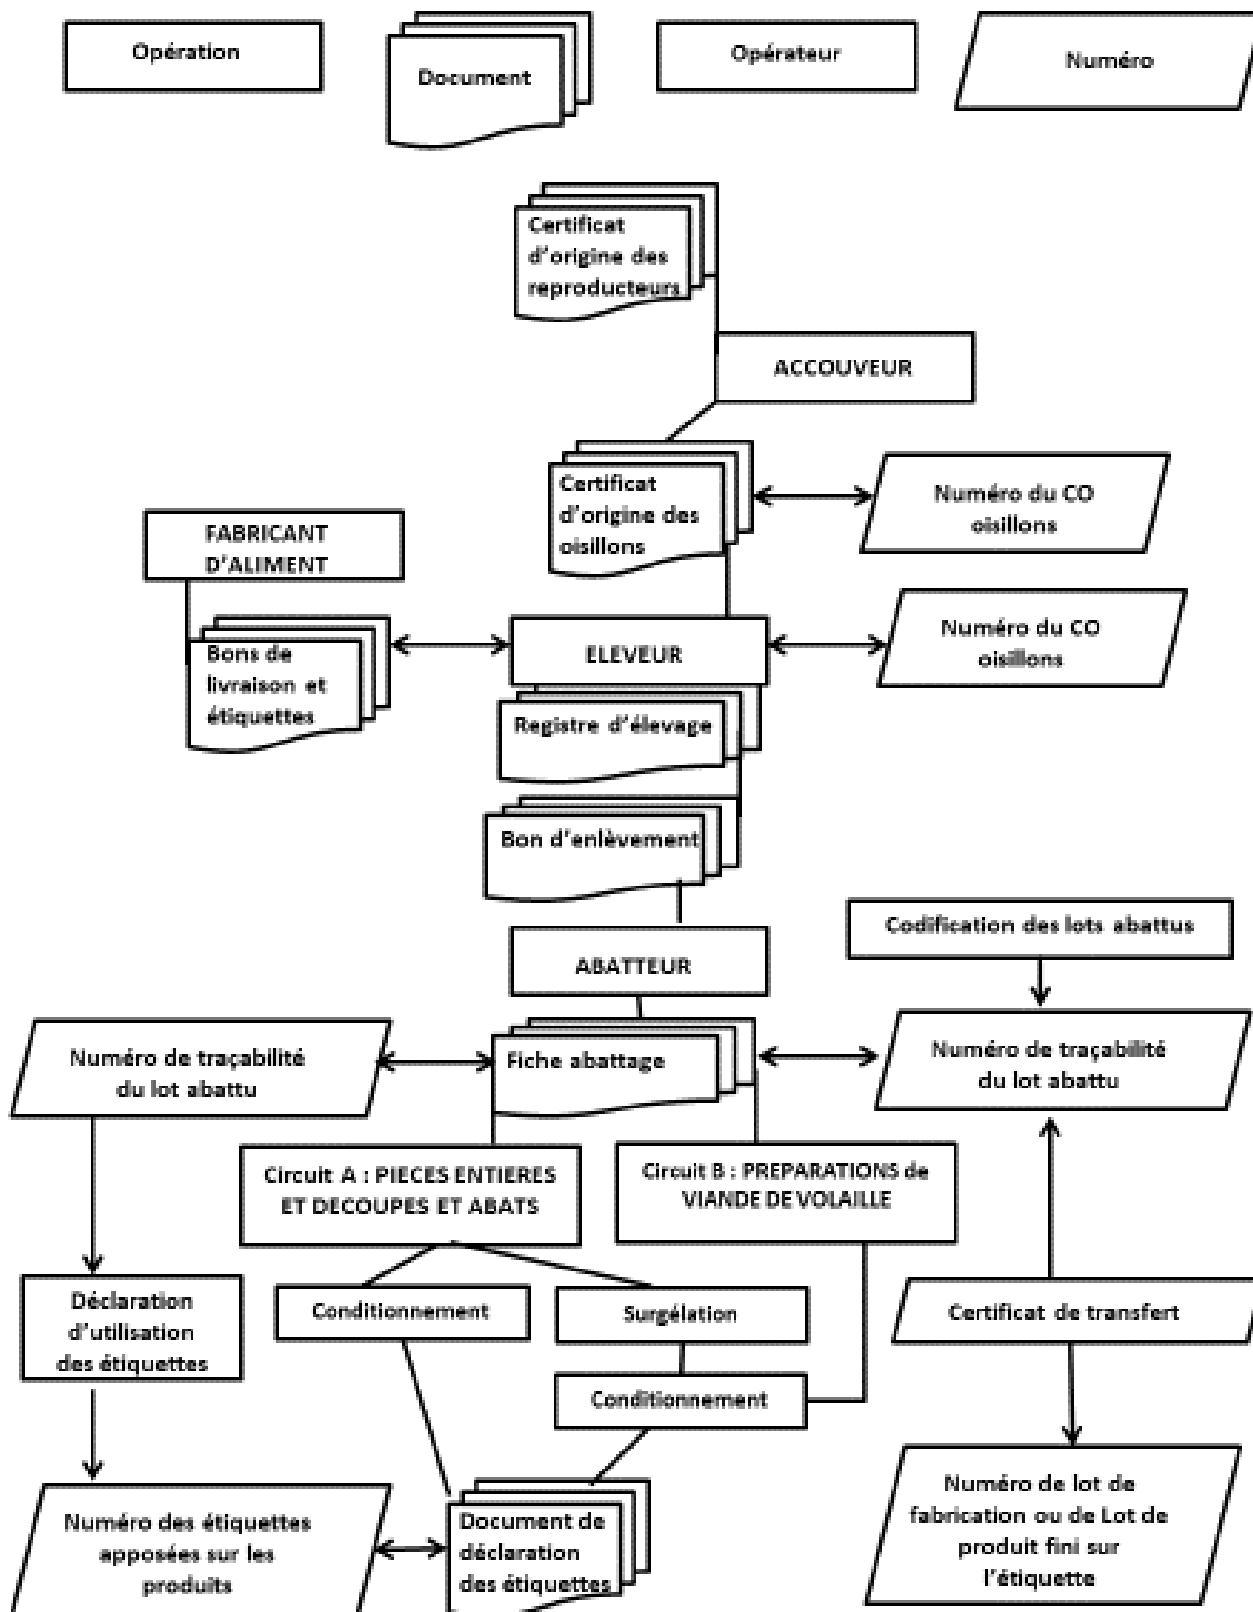 Opération
Document
Opérateur
Numéro
Certificat
d'origine des
reproducteurs
ACCOUVEUR
Certificat
d'origine des
oisillons
Numéro du CO
oisillons
FABRICANT
D'ALIMENT
Bons de
livraison et
étiquettes
ELEVEUR
Numéro du CO
oisillons
Registre d'élevage
Bon d'enlèvement
Codification des lots abattus
ABATTEUR
Numéro de traçabilité
du lot abattu
Fiche abattage
Numéro de traçabilité
du lot abattu
Circuit A : PIECES ENTIERES
ET DECOUPES ET ABATS
Circuit B : PREPARATIONS de
VIANDE DE VOLAILLE
Déclaration
d'utilisation
des étiquettes
Conditionnement
Surgélation
Certificat de transfert
Conditionnement
Numéro des étiquettes
apposées sur les
produits
Document de
déclaration
des étiquettes
Numéro de lot de
fabrication ou de Lot de
produit fini sur
l'étiquette